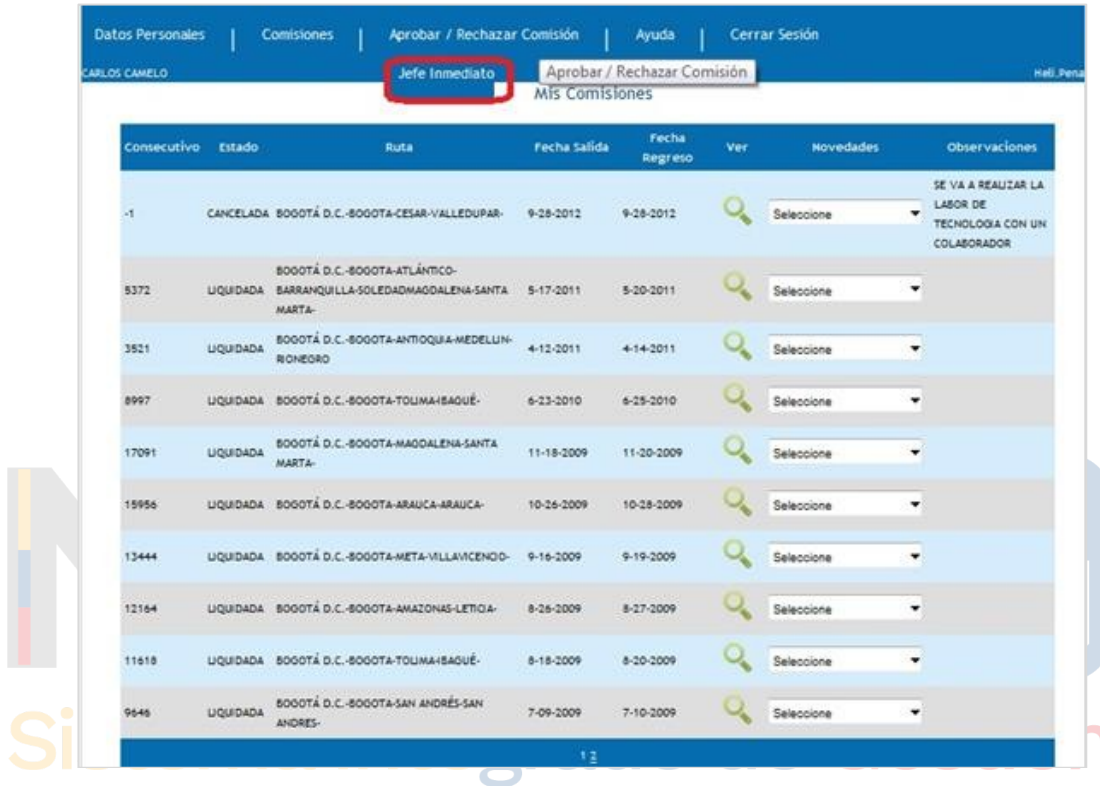 Datos Personales | Comisiones | Aprobar / Rechazar Comisión | Ayuda | Cerrar Sesión
CARLOS CAMELO Jefe Inmediato Aprobar / Rechazar Comisión Heli.Pena
Mis Comisiones
Consecutivo Estado Ruta Fecha Salida Fecha Regreso Ver Novedades Observaciones
-1 CANCELADA BOGOTÁ D.C.-BOGOTA-CESAR-VALLEDUPAR- 9-28-2012 9-28-2012 Seleccione
SE VA A REALIZAR LA
LABOR DE
TECNOLOGIA CON UN
COLABORADOR
BOGOTÁ D.C.-BOGOTA-ATLÁNTICO-
5372 LIQUIDADA BARRANQUILLA-SOLEDADMAGDALENA-SANTA 5-17-2011 5-20-2011 Seleccione
MARTA-
3521 LIQUIDADA BOGOTÁ D.C.-BOGOTA-ANTIOQUIA-MEDELLIN- 4-12-2011 4-14-2011 Seleccione
RIONEGRO
8997 LIQUIDADA BOGOTÁ D.C.-BOGOTA-TOLIMA-IBAGUÉ- 6-23-2010 6-25-2010 Seleccione
17091 LIQUIDADA BOGOTÁ D.C.-BOGOTA-MAGDALENA-SANTA 11-18-2009 11-20-2009 Seleccione
MARTA-
15956 LIQUIDADA BOGOTÁ D.C.-BOGOTA-ARAUCA-ARAUCA- 10-26-2009 10-28-2009 Seleccione
13444 LIQUIDADA BOGOTÁ D.C.-BOGOTA-META-VILLAVICENCIO- 9-16-2009 9-19-2009 Seleccione
12164 LIQUIDADA BOGOTÁ D.C.-BOGOTA-AMAZONAS-LETICIA- 8-26-2009 8-27-2009 Seleccione
11618 LIQUIDADA BOGOTÁ D.C.-BOGOTA-TOLIMA-IBAGUÉ- 8-18-2009 8-20-2009 Seleccione
9646 LIQUIDADA BOGOTÁ D.C.-BOGOTA-SAN ANDRÉS-SAN 7-09-2009 7-10-2009 Seleccione
ANDRES-
1 2